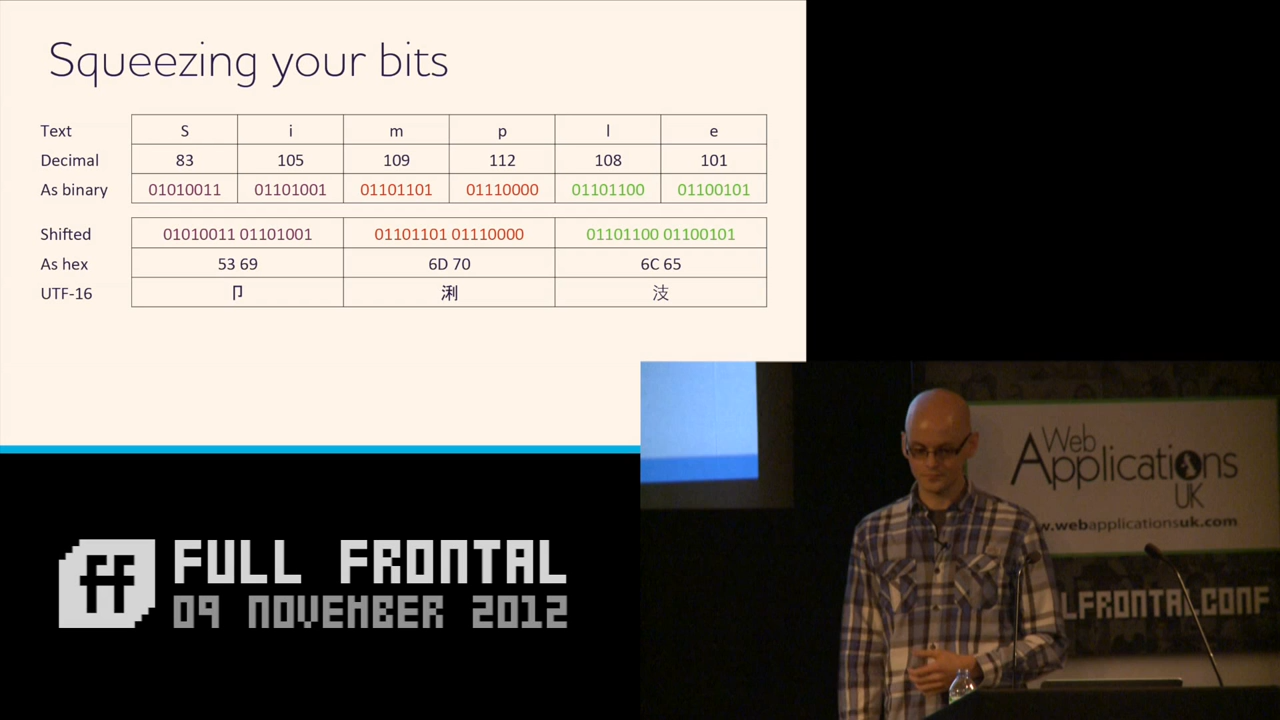 Squeezing your bits
Text S i m p l e
Decimal 83 105 109 112 108 101
As binary 01010011 01101001 01101101 01110000 01101100 01100101
Shifted 01010011 01101001 01101101 01110000 01101100 01100101
As hex 53 69 6D 70 6C 65
UTF-16 卩 浰 汥
ff FULL FRONTAL
09 NOVEMBER 2012
Web
Applications
UK
w.webapplicationsuk.com
LFRONTALCONF